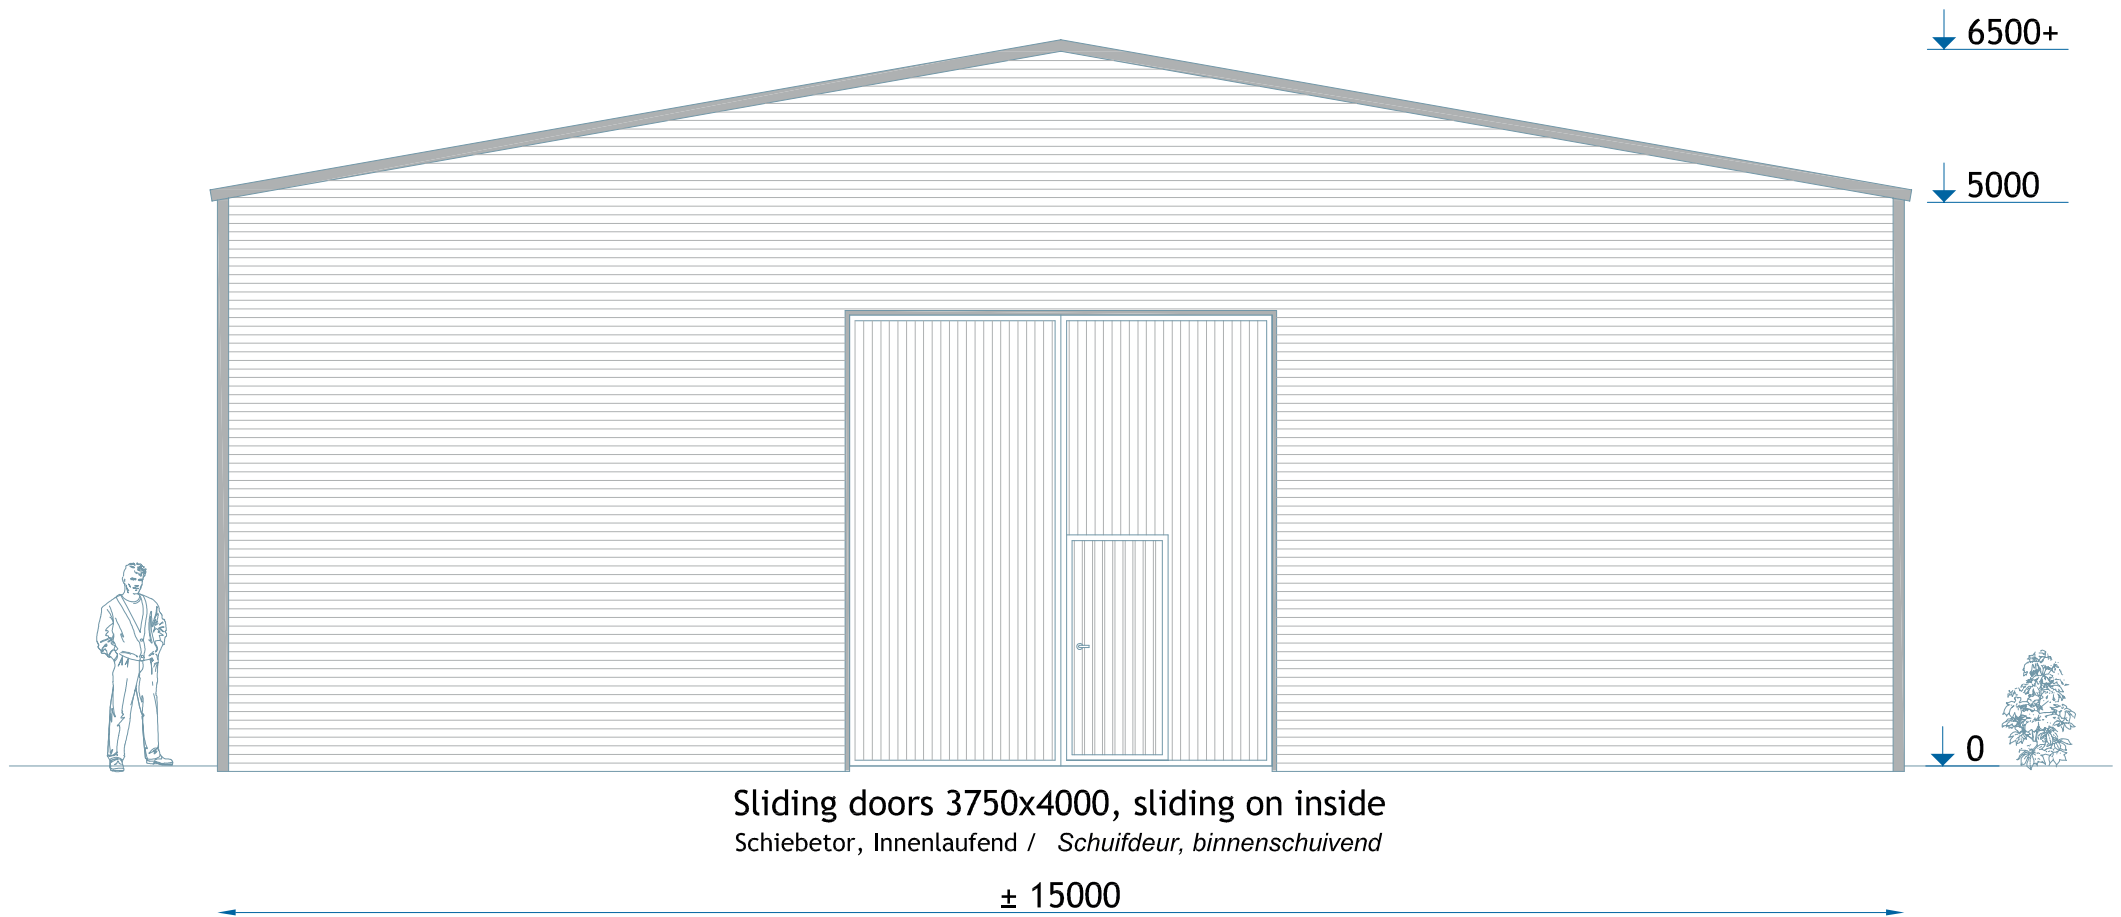 6500+
5000
0
Sliding doors 3750x4000, sliding on inside
Schiebetor, Innenlaufend / Schuifdeur, binnenschuivend
± 15000